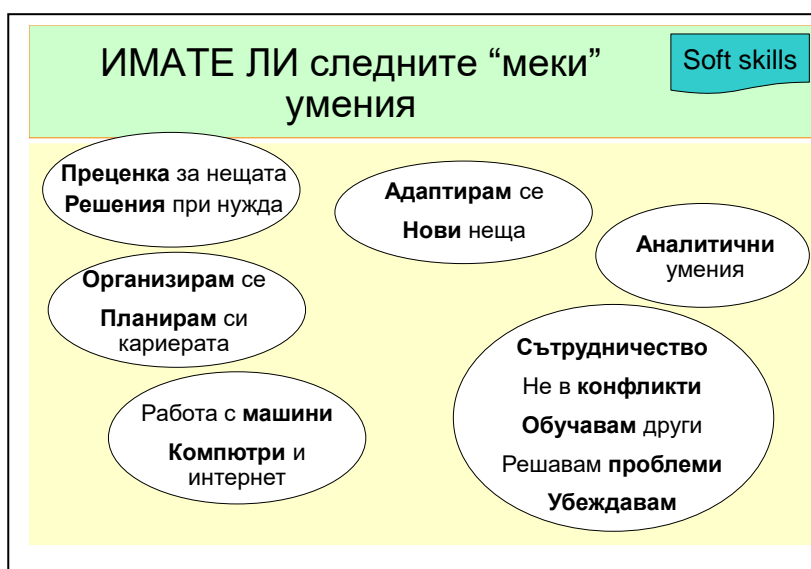 ИМАТЕ ЛИ следните “меки”
умения
Soft skills
Преценка за нещата
Решения при нужда
Адаптирам се
Нови неща
Аналитични
умения
Организирам се
Планирам си
кариерата
Сътрудничество
Не в конфликти
Обучавам други
Решавам проблеми
Убеждавам
Работа с машини
Компютри и
интернет